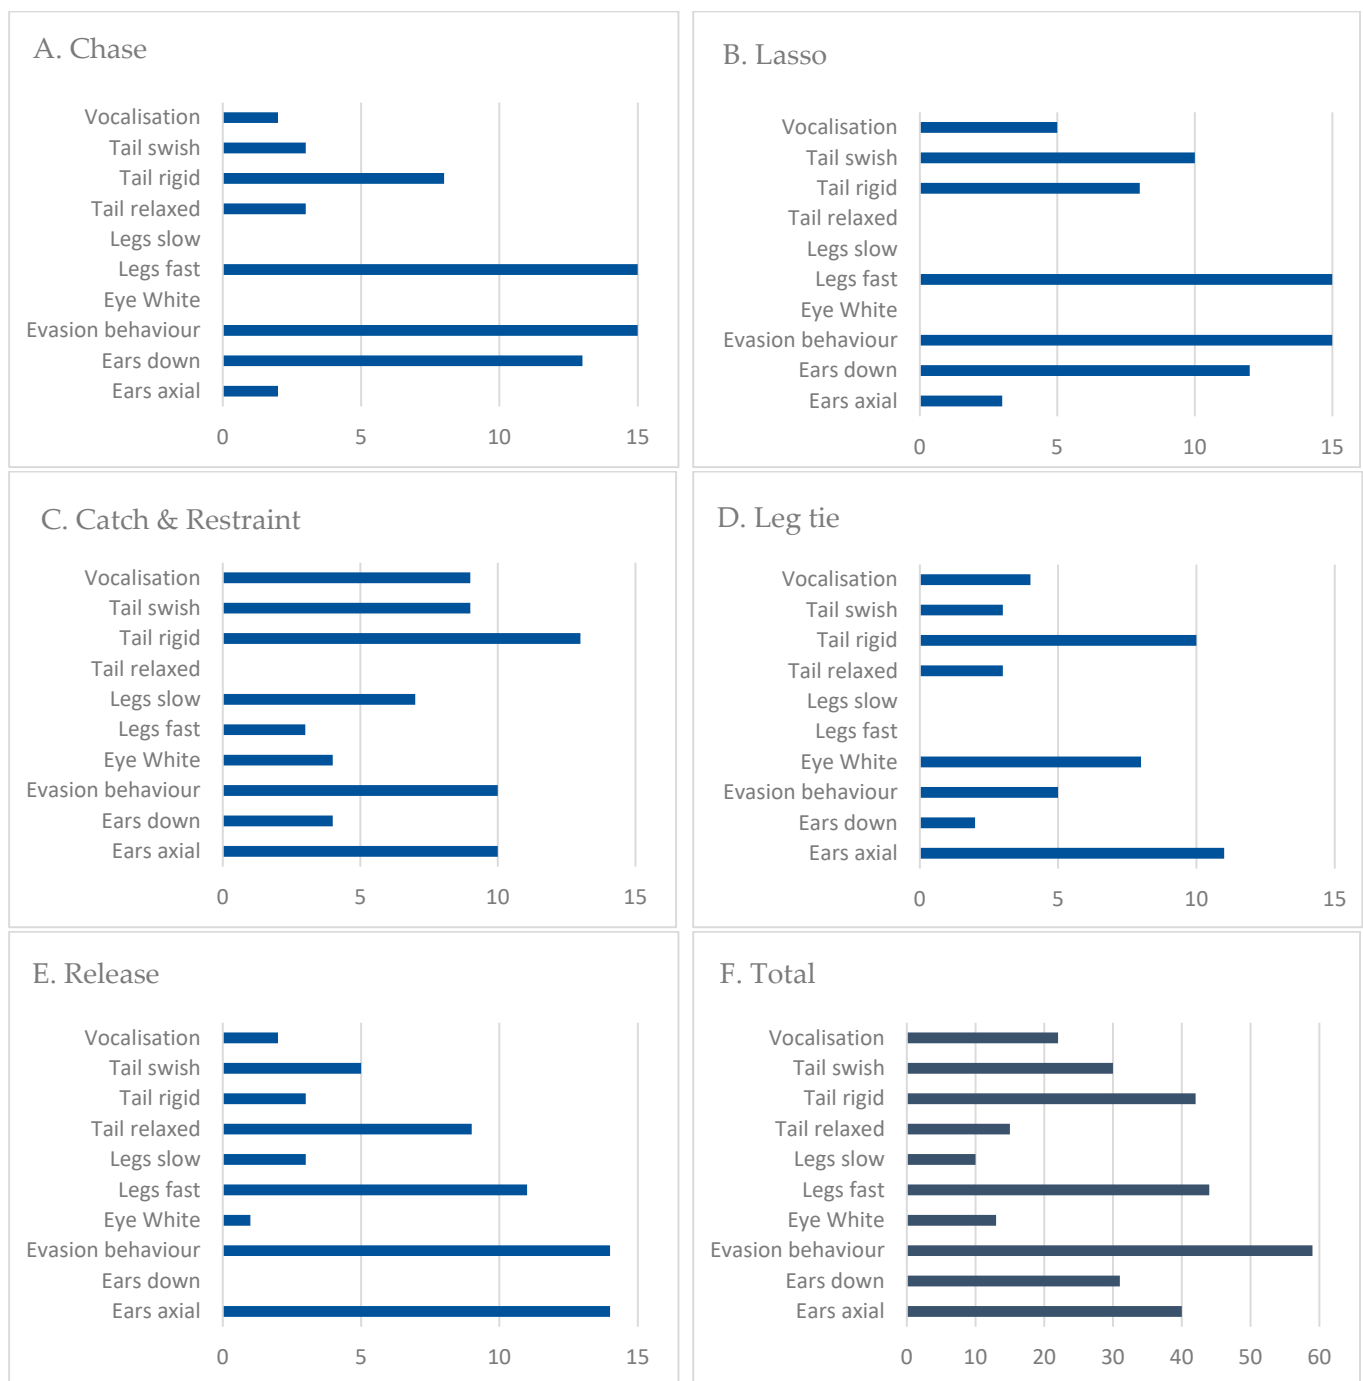 A. Chase
Vocalisation
Tail swish
Tail rigid
Tail relaxed
Legs slow
Legs fast
Eye White
Evasion behaviour
Ears down
Ears axial
0 5 10 15
B. Lasso
Vocalisation
Tail swish
Tail rigid
Tail relaxed
Legs slow
Legs fast
Eye White
Evasion behaviour
Ears down
Ears axial
0 5 10 15
C. Catch & Restraint
Vocalisation
Tail swish
Tail rigid
Tail relaxed
Legs slow
Legs fast
Eye White
Evasion behaviour
Ears down
Ears axial
0 5 10 15
D. Leg tie
Vocalisation
Tail swish
Tail rigid
Tail relaxed
Legs slow
Legs fast
Eye White
Evasion behaviour
Ears down
Ears axial
0 5 10 15
E. Release
Vocalisation
Tail swish
Tail rigid
Tail relaxed
Legs slow
Legs fast
Eye White
Evasion behaviour
Ears down
Ears axial
0 5 10 15
F. Total
Vocalisation
Tail swish
Tail rigid
Tail relaxed
Legs slow
Legs fast
Eye White
Evasion behaviour
Ears down
Ears axial
0 10 20 30 40 50 60